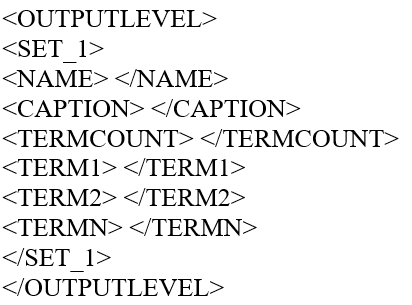 <OUTPUTLEVEL>
<SET_1>
<NAME> </NAME>
<CAPTION> </CAPTION>
<TERMCOUNT> </TERMCOUNT>
<TERM1> </TERM1>
<TERM2> </TERM2>
<TERMN> </TERMN>
</SET_1>
</OUTPUTLEVEL>